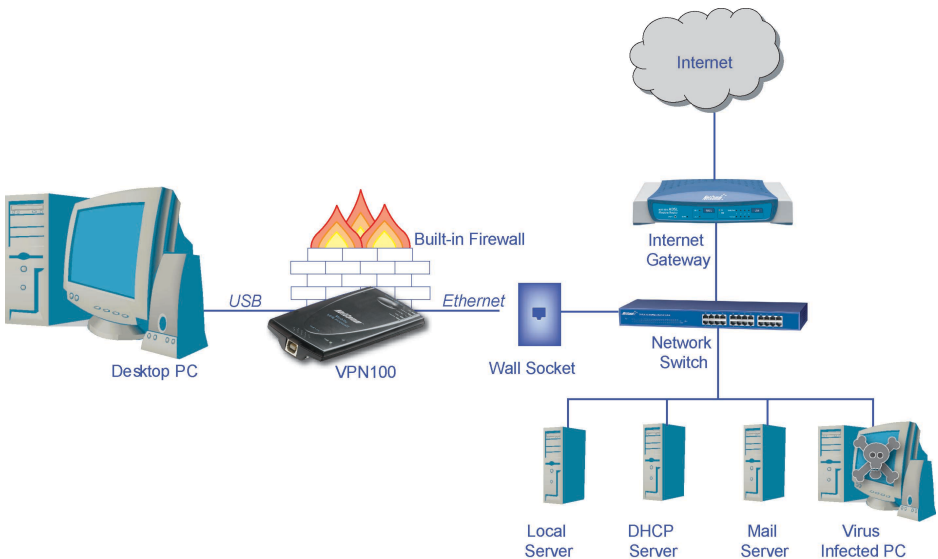 Internet
Built-in Firewall
Internet
Gateway
USB
Ethernet
Network
Switch
Desktop PC
VPN100
Wall Socket
Local
Server
DHCP
Server
Mail
Server
Virus
Infected PC